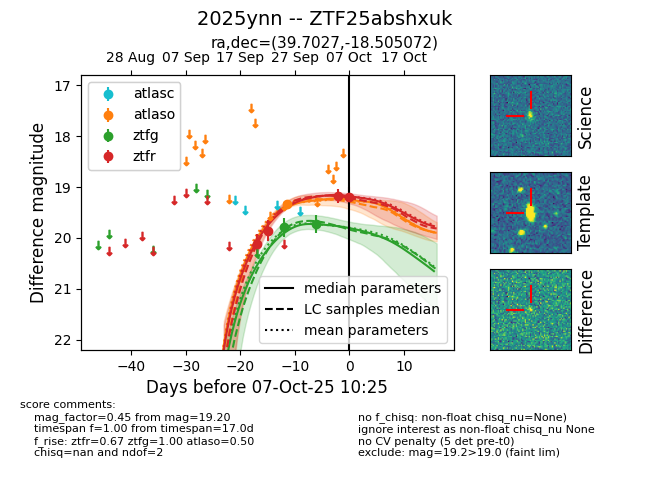 2025ynn -- ZTF25abshxuk
ra,dec=(39.7027,-18.505072)
28 Aug 07 Sep 17 Sep 27 Sep 07 Oct 17 Oct
17
18
19
20
21
22
Difference magnitude
atlasc
atlaso
ztfg
ztfr
median parameters
LC samples median
mean parameters
−40 −30 −20 −10 0 10
Days before 07-Oct-25 10:25
Science
Template
Difference
score comments:
mag_factor=0.45 from mag=19.20
timespan f=1.00 from timespan=17.0d
f_rise: ztfr=0.67 ztfg=1.00 atlaso=0.50
chisq=nan and ndof=2
no f_chisq: non-float chisq_nu=None)
ignore interest as non-float chisq_nu None
no CV penalty (5 det pre-t0)
exclude: mag=19.2>19.0 (faint lim)